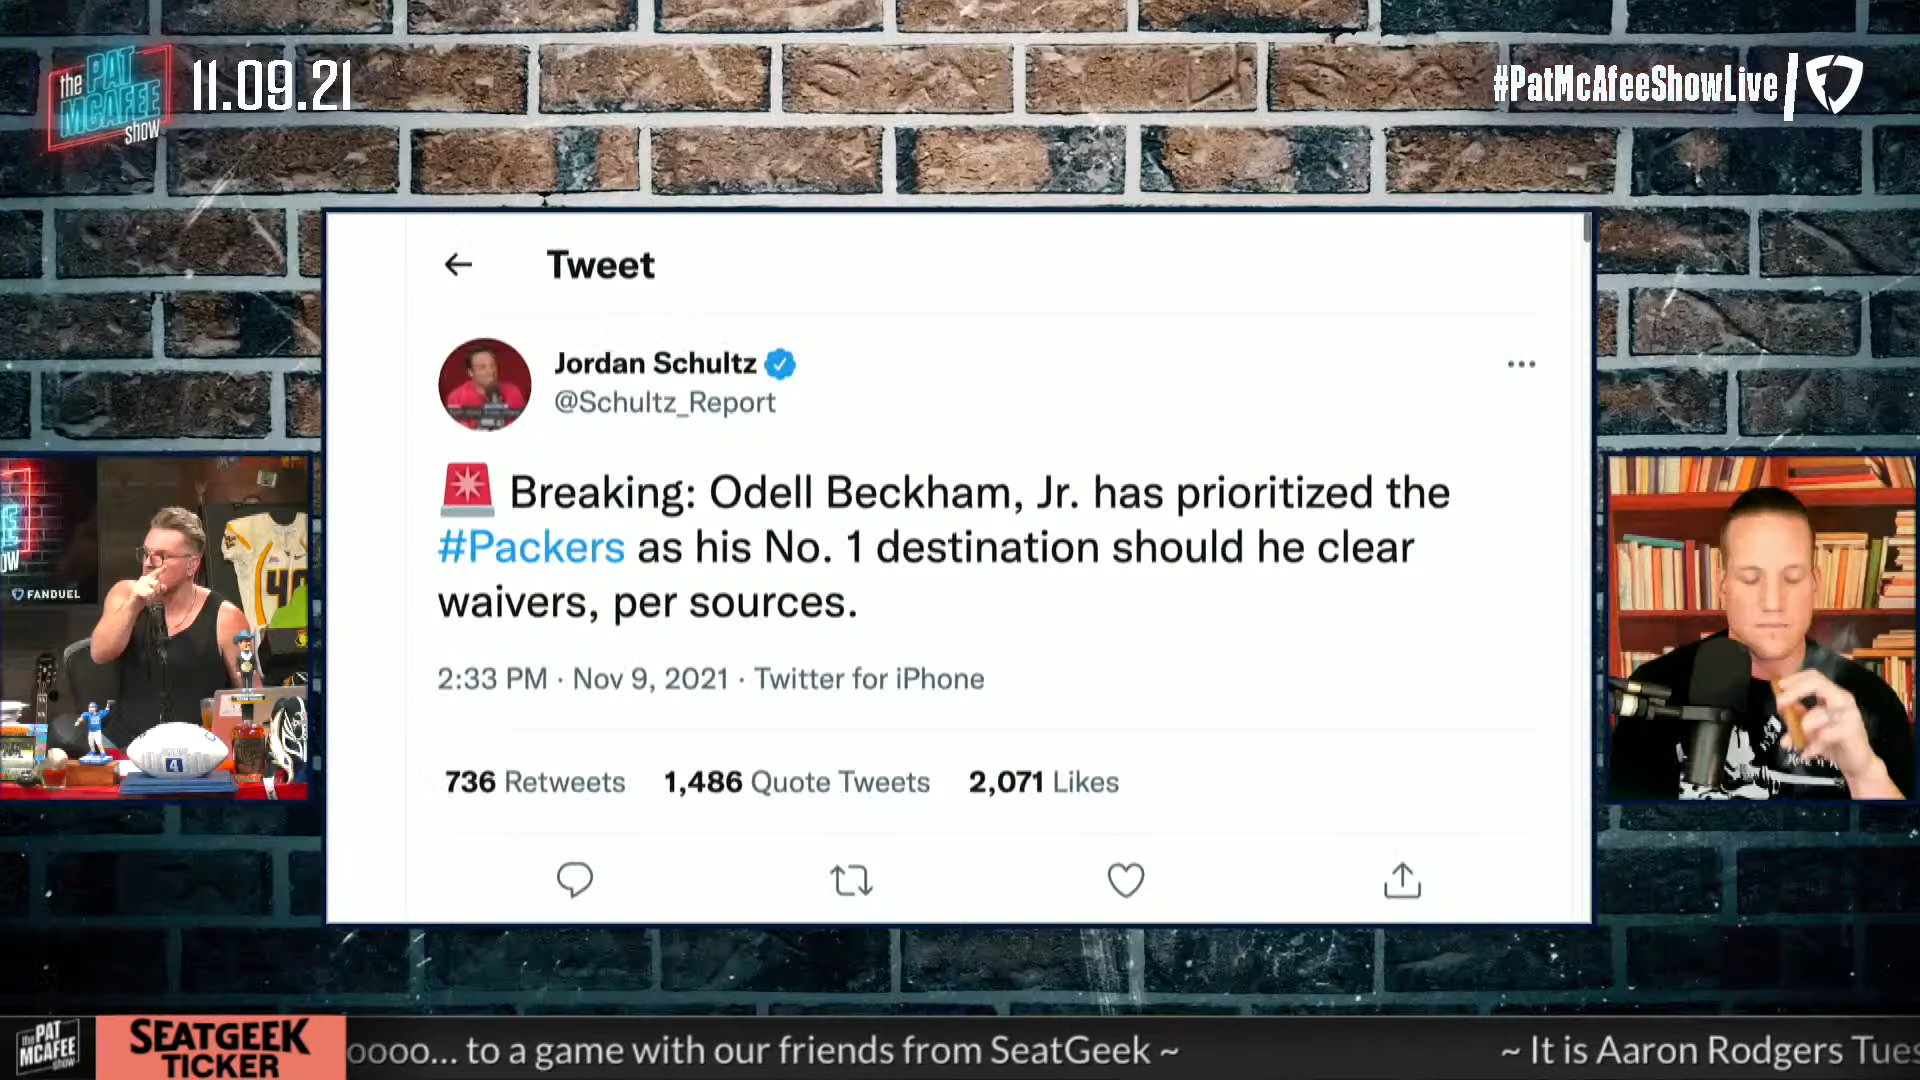 the PAT
MCAFEE
show
11.09.21
#PatMcAfeeShowLive
Tweet
Jordan Schultz
@Schultz_Report
Breaking: Odell Beckham, Jr. has prioritized the
#Packers as his No. 1 destination should he clear
waivers, per sources.
2:33 PM · Nov 9, 2021 · Twitter for iPhone
736 Retweets 1,486 Quote Tweets 2,071 Likes
FANDUEL
4
the PAT
MCAFEE
show
SEATGEEK
TICKER
oooo... to a game with our friends from SeatGeek ~ ~ It is Aaron Rodgers Tues